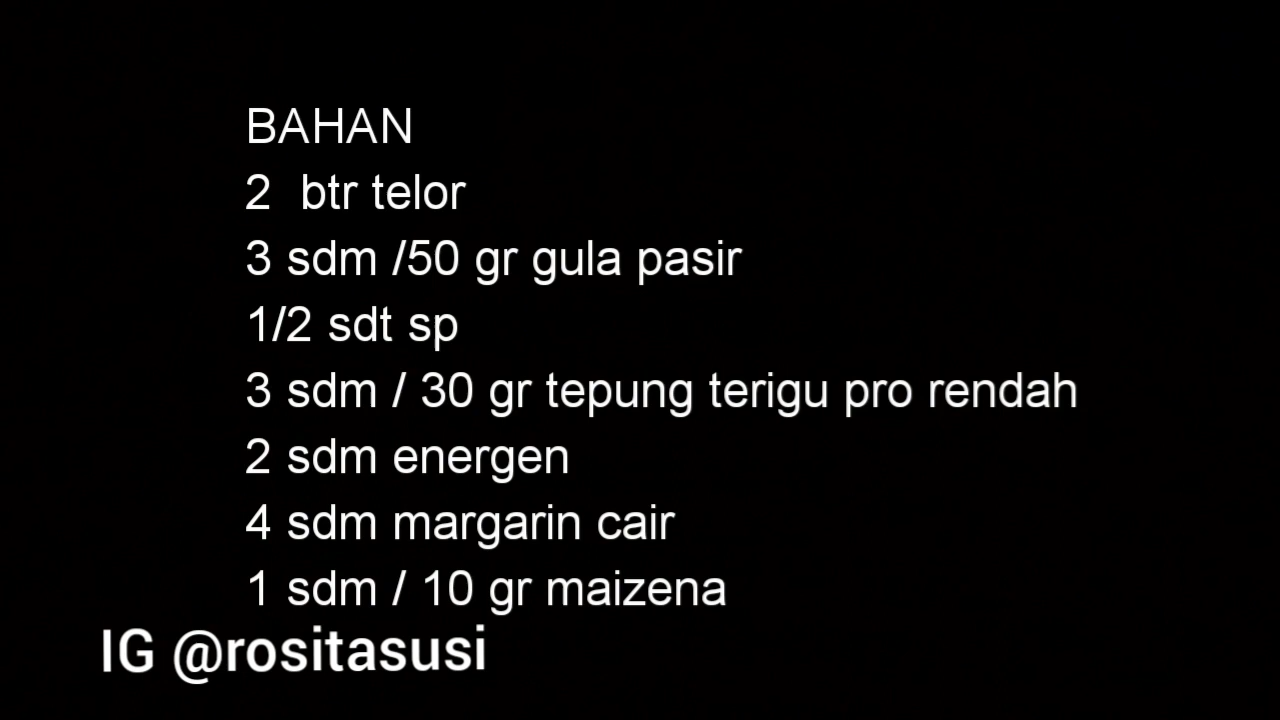 BAHAN
2  btr telor
3 sdm /50 gr gula pasir
1/2 sdt sp
3 sdm / 30 gr tepung terigu pro rendah
2 sdm energen
4 sdm margarin cair
1 sdm / 10 gr maizena
IG @rositasusi